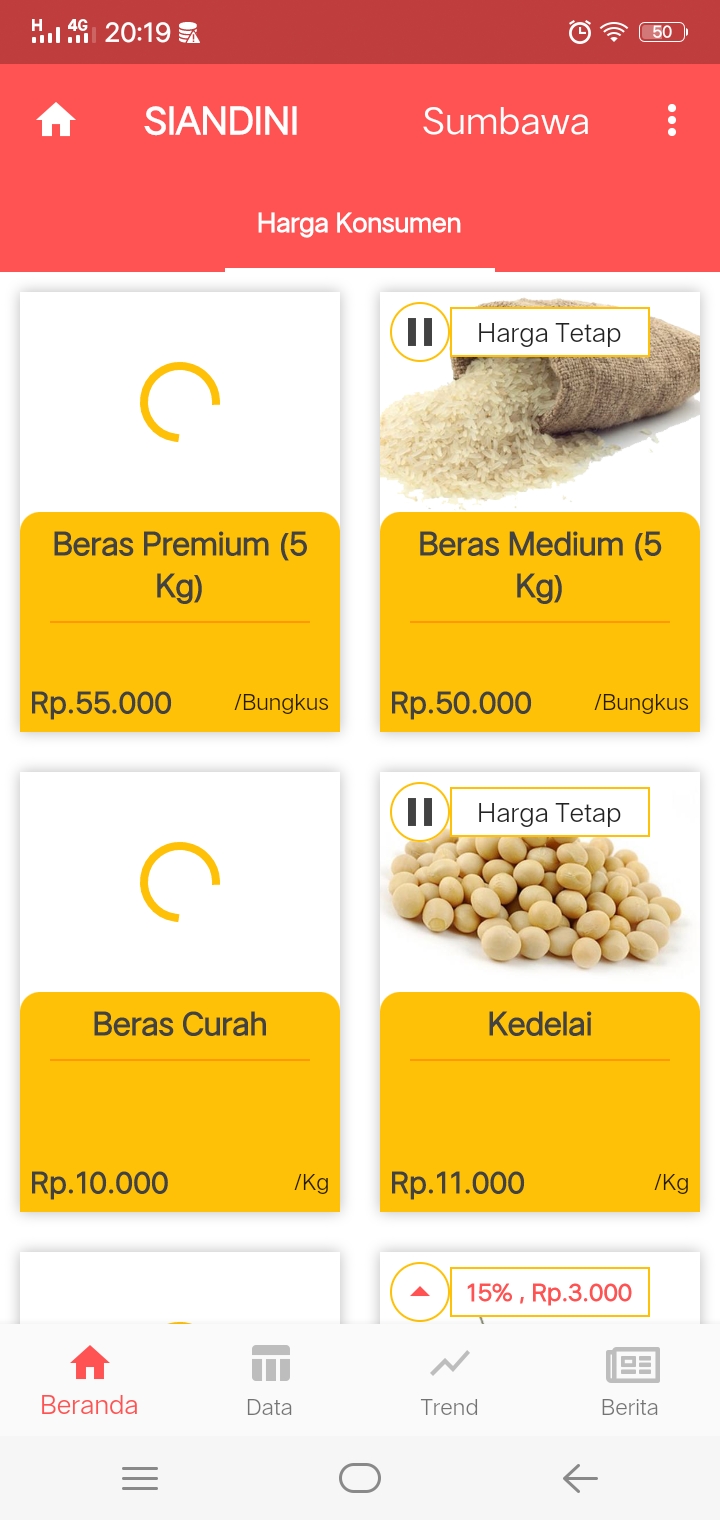 H 4G 20:19 50
SIANDINI Sumbawa
Harga Konsumen
Harga Tetap
Beras Premium (5
Kg)
Rp.55.000 /Bungkus
Beras Medium (5
Kg)
Rp.50.000 /Bungkus
Harga Tetap
Beras Curah
Rp.10.000 /Kg
Kedelai
Rp.11.000 /Kg
15% , Rp.3.000
Beranda Data Trend Berita